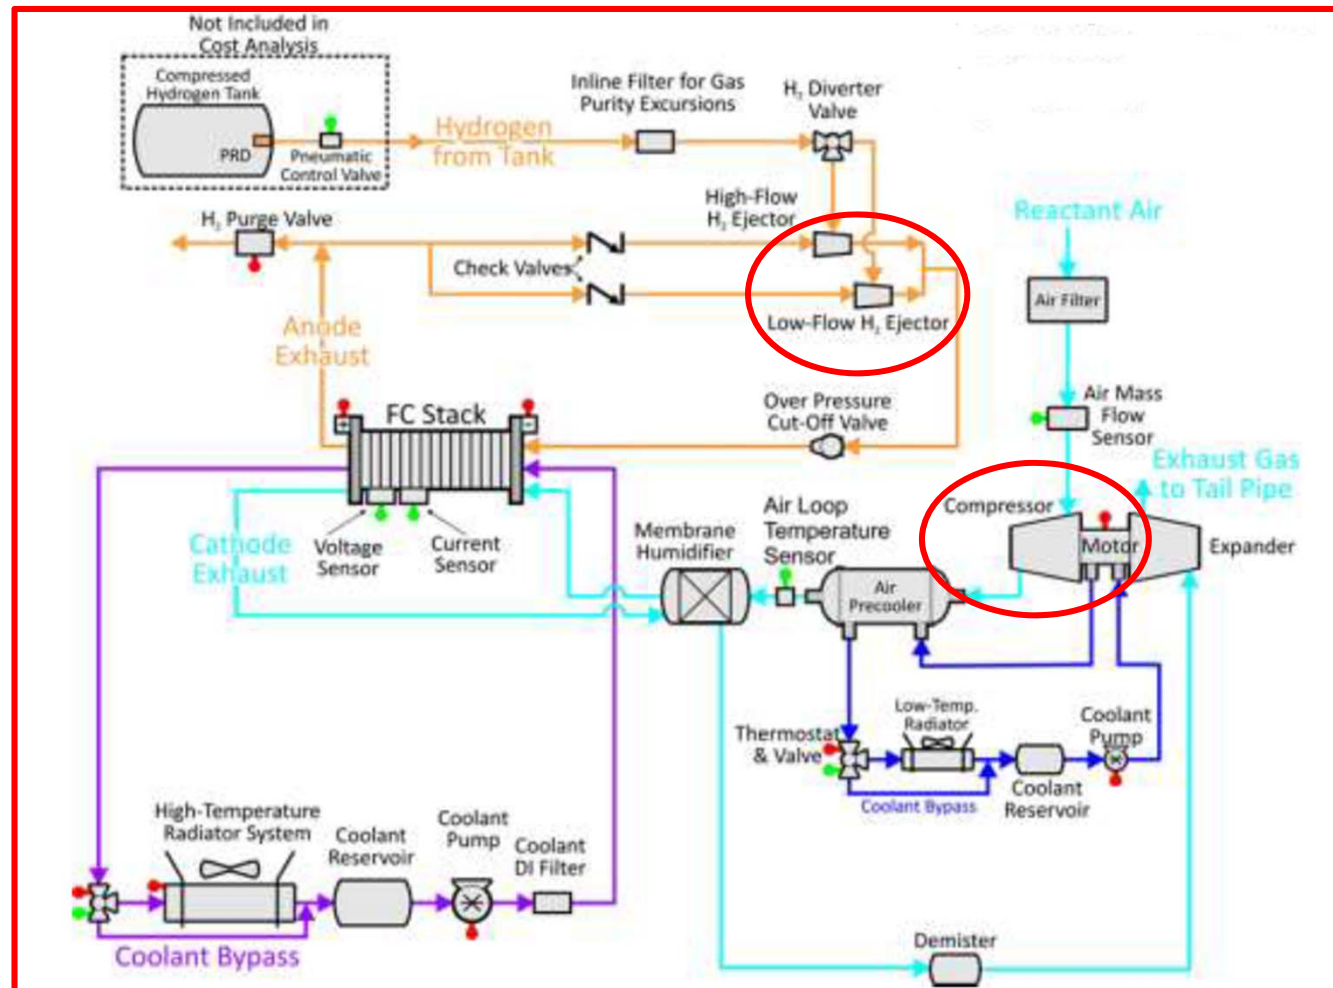 Not Included in
Cost Analysis
Compressed
Hydrogen Tank
PRD
Pneumatic
Control Valve
Hydrogen
from Tank
Inline Filter for Gas
Purity Excursions
H₂ Diverter
Valve
H₂ Purge Valve
High-Flow
H₂ Ejector
Check Valves
Low-Flow H₂ Ejector
Reactant Air
Air Filter
Anode
Exhaust
FC Stack
Over Pressure
Cut-Off Valve
Air Mass
Flow
Sensor
Exhaust Gas
to Tail Pipe
Cathode
Exhaust
Voltage
Sensor
Current
Sensor
Membrane
Humidifier
Air Loop
Temperature
Sensor
Compressor
Motor
Expander
Air
Precooler
Thermostat
& Valve
Low-Temp.
Radiator
Coolant
Pump
Coolant Bypass
Coolant
Reservoir
High-Temperature
Radiator System
Coolant
Reservoir
Coolant
Pump
Coolant
DI Filter
Coolant Bypass
Demister